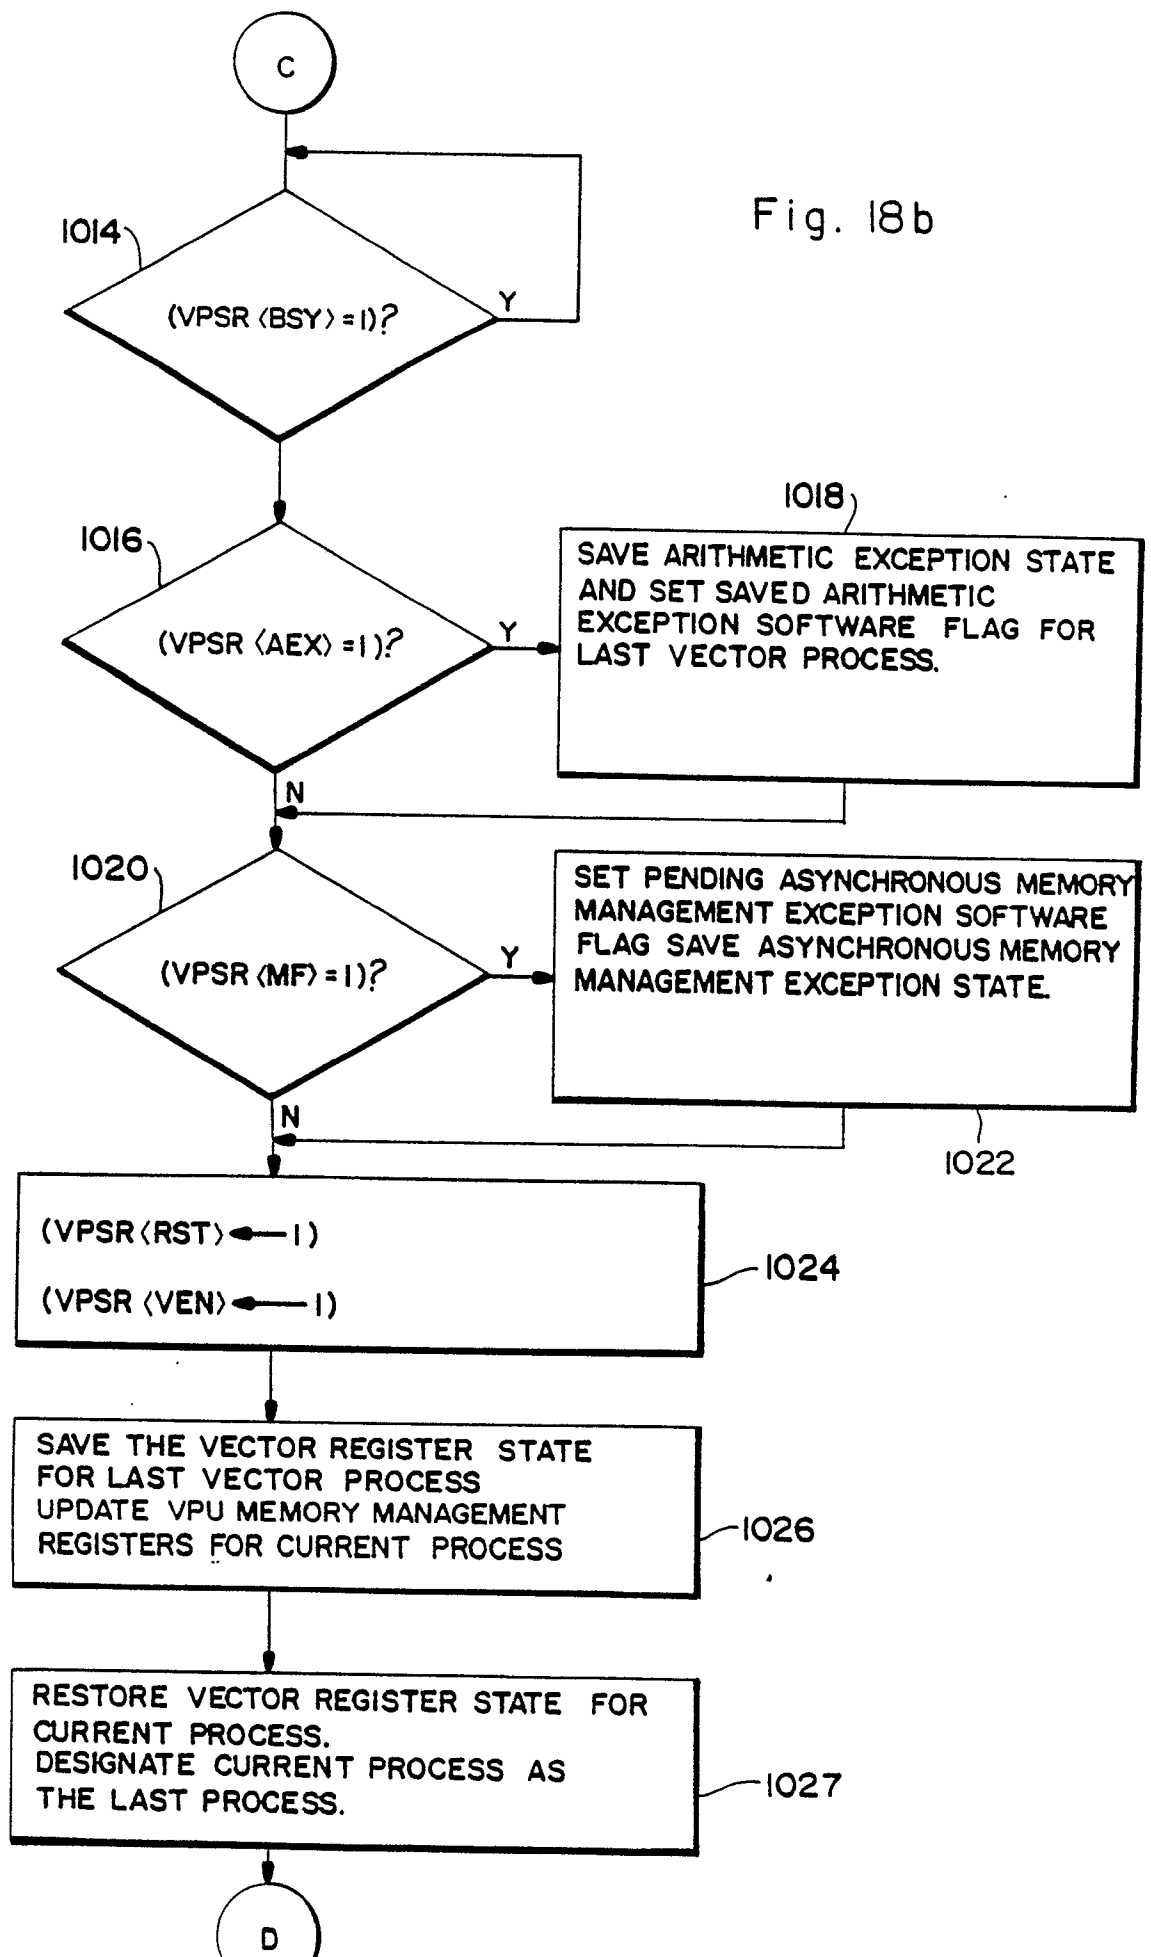 C
Fig. 18b
1014
(VPSR ⟨BSY⟩ = 1)?
Y
1016
(VPSR ⟨AEX⟩ = 1)?
Y
1018
SAVE ARITHMETIC EXCEPTION STATE
AND SET SAVED ARITHMETIC
EXCEPTION SOFTWARE FLAG FOR
LAST VECTOR PROCESS.
N
1020
(VPSR ⟨MF⟩ = 1)?
Y
SET PENDING ASYNCHRONOUS MEMORY
MANAGEMENT EXCEPTION SOFTWARE
FLAG SAVE ASYNCHRONOUS MEMORY
MANAGEMENT EXCEPTION STATE.
1022
N
(VPSR ⟨RST⟩ ← 1)
(VPSR ⟨VEN⟩ ← 1)
1024
SAVE THE VECTOR REGISTER STATE
FOR LAST VECTOR PROCESS
UPDATE VPU MEMORY MANAGEMENT
REGISTERS FOR CURRENT PROCESS
1026
RESTORE VECTOR REGISTER STATE FOR
CURRENT PROCESS.
DESIGNATE CURRENT PROCESS AS
THE LAST PROCESS.
1027
D